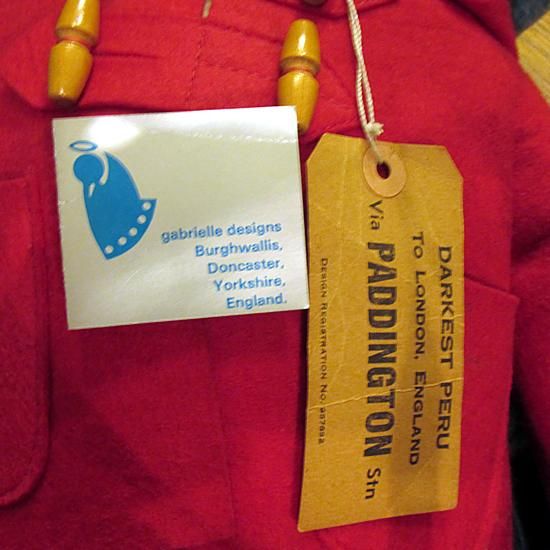 gabrielle designs
Burghwallis,
Doncaster,
Yorkshire,
England.
DARKEST PERU
TO LONDON, ENGLAND
Via PADDINGTON Stn
DESIGN REGISTRATION NO.